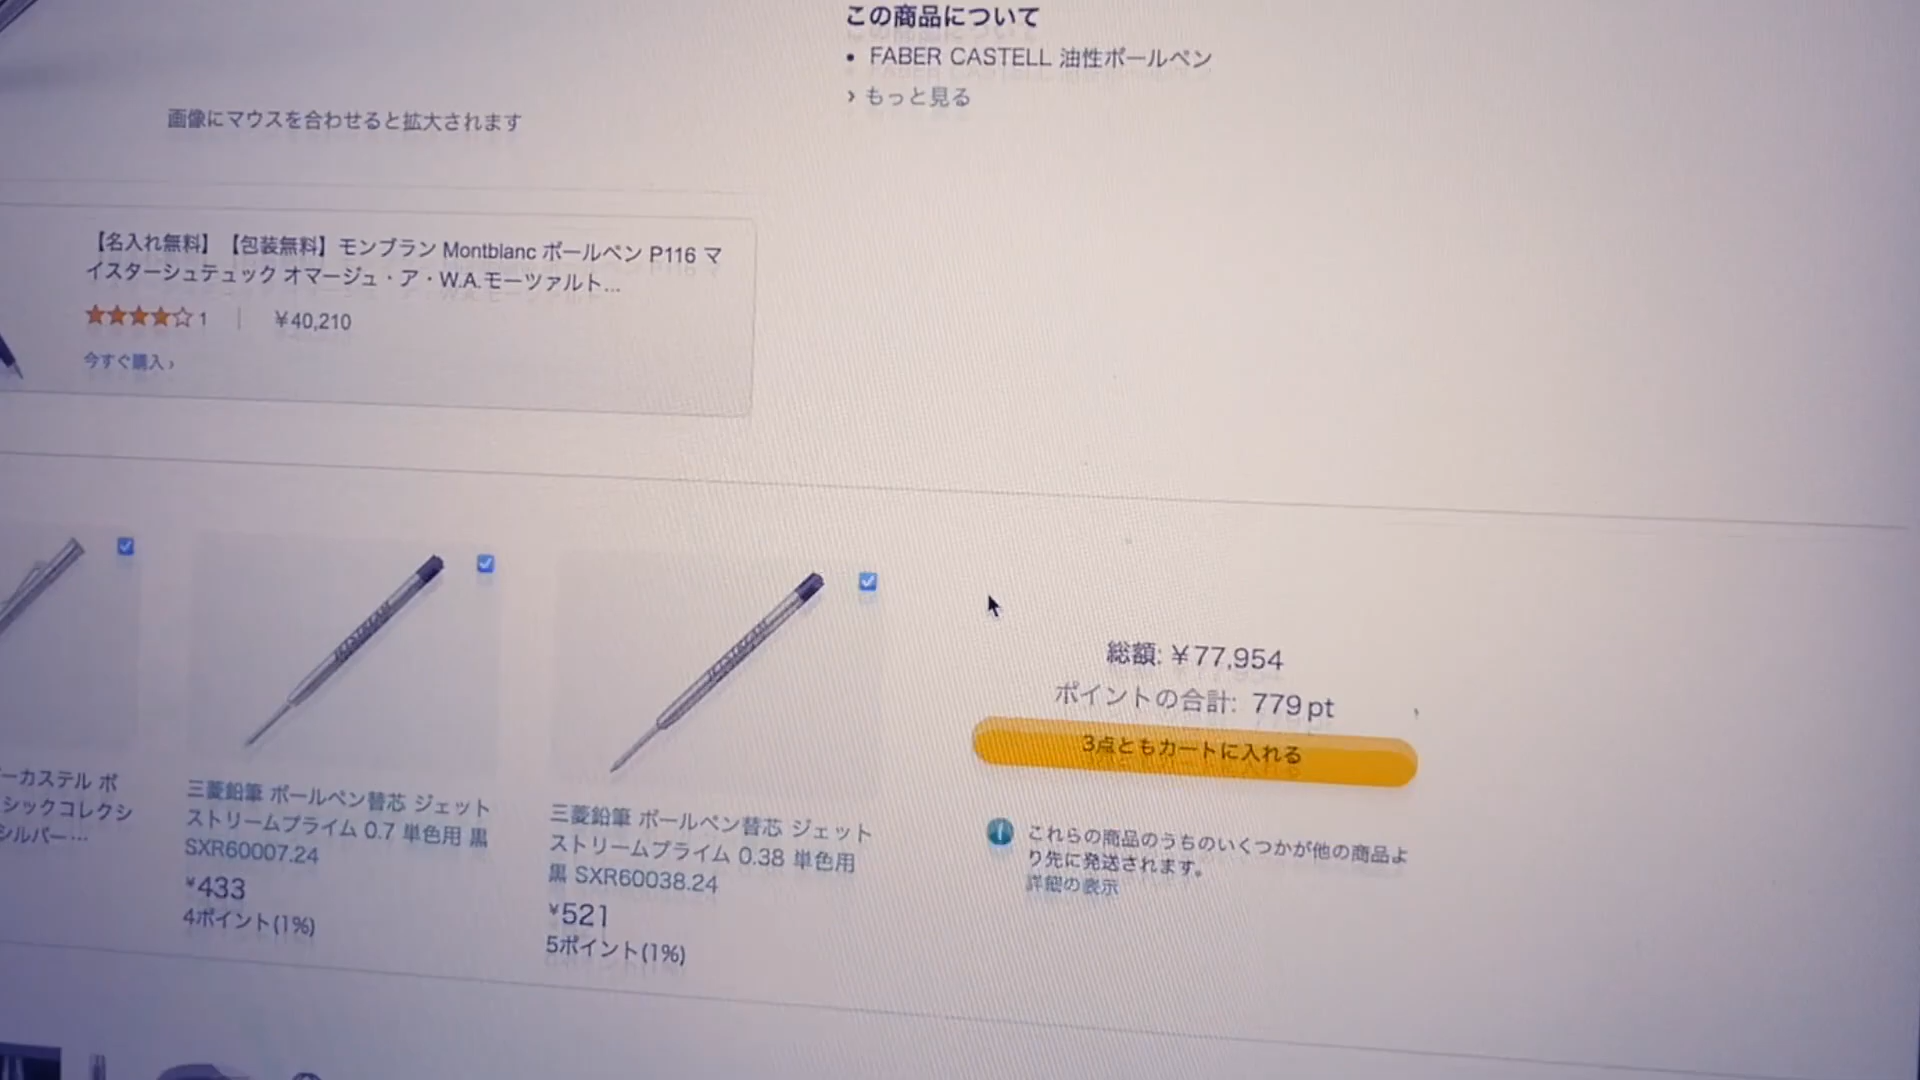 この商品について
• FABER CASTELL 油性ボールペン
› もっと見る
画像にマウスを合わせると拡大されます
【名入れ無料】【包装無料】モンブラン Montblanc ボールペン P116 マ
イスターシュテュック オマージュ・ア・W.A.モーツァルト...
1 | ￥40,210
今すぐ購入 ›
ーカステル ボ
シックコレクシ
シルバー…
三菱鉛筆 ボールペン替芯 ジェット
ストリームプライム 0.7 単色用 黒
SXR60007.24
¥433
4ポイント(1%)
三菱鉛筆 ボールペン替芯 ジェット
ストリームプライム 0.38 単色用
黒 SXR60038.24
¥521
5ポイント(1%)
総額: ￥77,954
ポイントの合計: 779pt
3点ともカートに入れる
これらの商品のうちのいくつかが他の商品よ
り先に発送されます。
詳細の表示